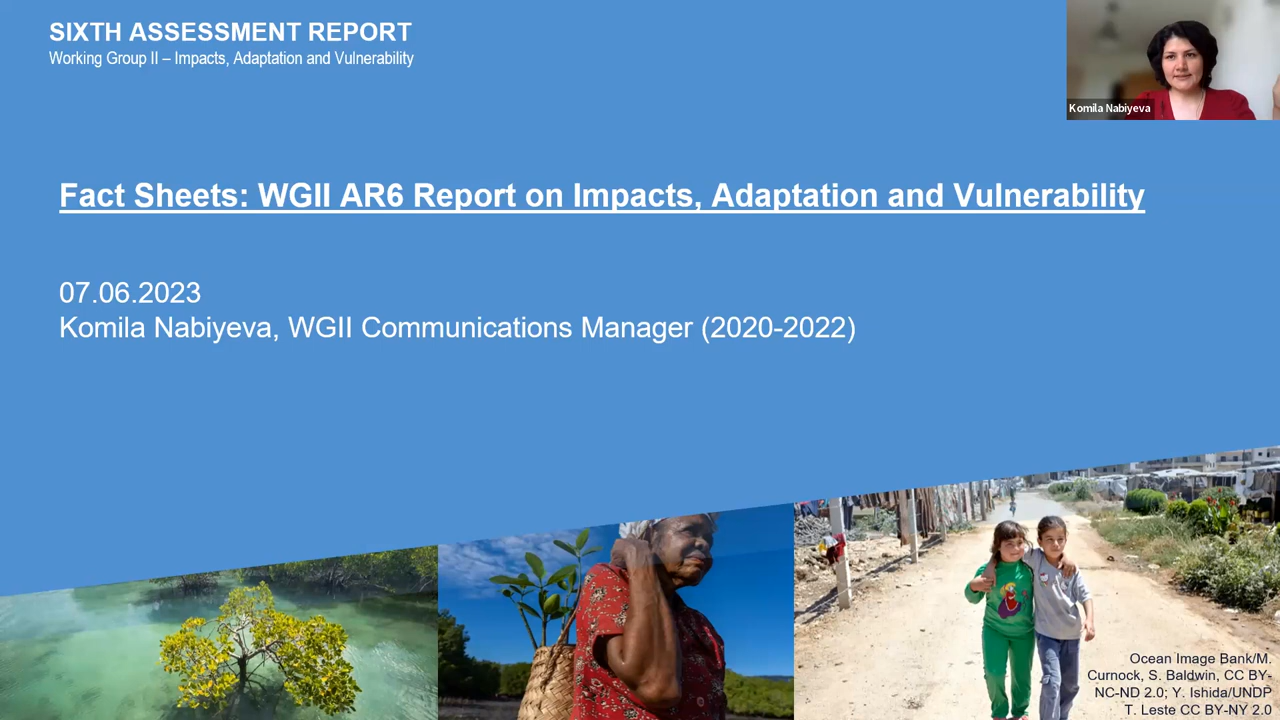 SIXTH ASSESSMENT REPORT
Working Group II – Impacts, Adaptation and Vulnerability
Komila Nabiyeva
Fact Sheets: WGII AR6 Report on Impacts, Adaptation and Vulnerability
07.06.2023
Komila Nabiyeva, WGII Communications Manager (2020-2022)
Ocean Image Bank/M.
Curnock, S. Baldwin, CC BY-
NC-ND 2.0; Y. Ishida/UNDP
T. Leste CC BY-NY 2.0